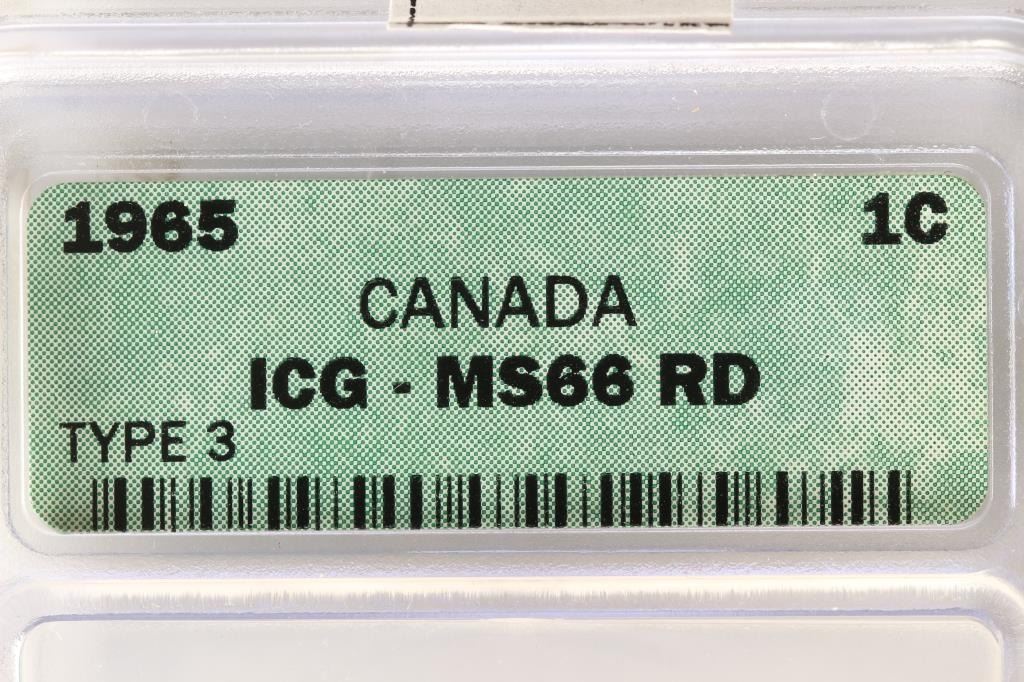 1965 1C
CANADA
ICG - MS66 RD
TYPE 3